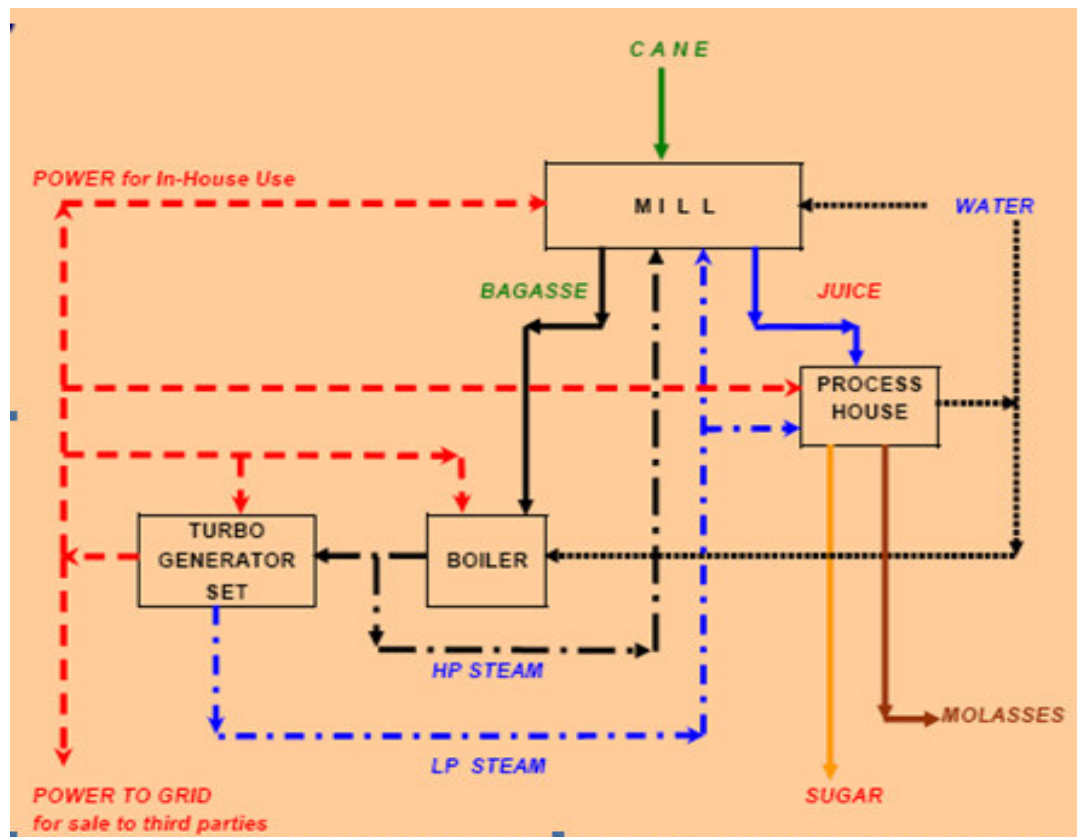 CANE
POWER for In-House Use
MILL
WATER
BAGASSE
JUICE
PROCESS
HOUSE
TURBO
GENERATOR
SET
BOILER
HP STEAM
LP STEAM
MOLASSES
POWER TO GRID
for sale to third parties
SUGAR